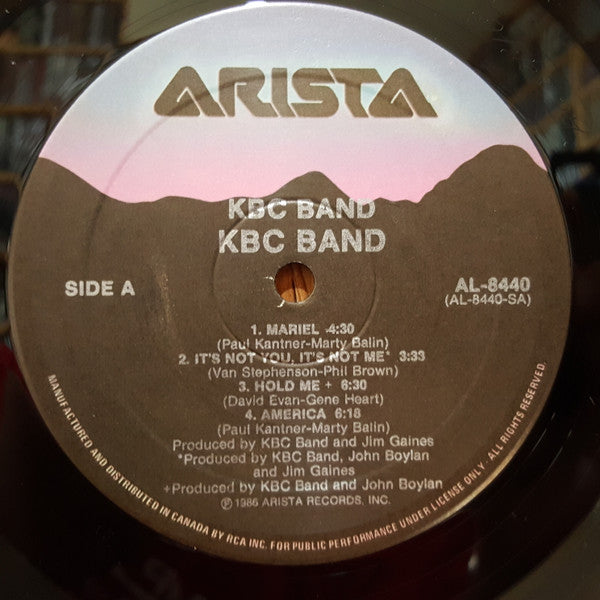 ARISTA
KBC BAND
KBC BAND
SIDE A
AL-8440
(AL-8440-SA)
1. MARIEL 4:30
(Paul Kantner-Marty Balin)
2. IT'S NOT YOU, IT'S NOT ME* 3:33
(Van Stephenson-Phil Brown)
3. HOLD ME + 6:30
(David Evan-Gene Heart)
4. AMERICA 6:18
(Paul Kantner-Marty Balin)
Produced by KBC Band and Jim Gaines
*Produced by KBC Band, John Boylan
and Jim Gaines
+Produced by KBC Band and John Boylan
℗ 1986 ARISTA RECORDS, INC.
MANUFACTURED AND DISTRIBUTED IN CANADA BY RCA INC. FOR PUBLIC PERFORMANCE UNDER LICENSE ONLY - ALL RIGHTS RESERVED.